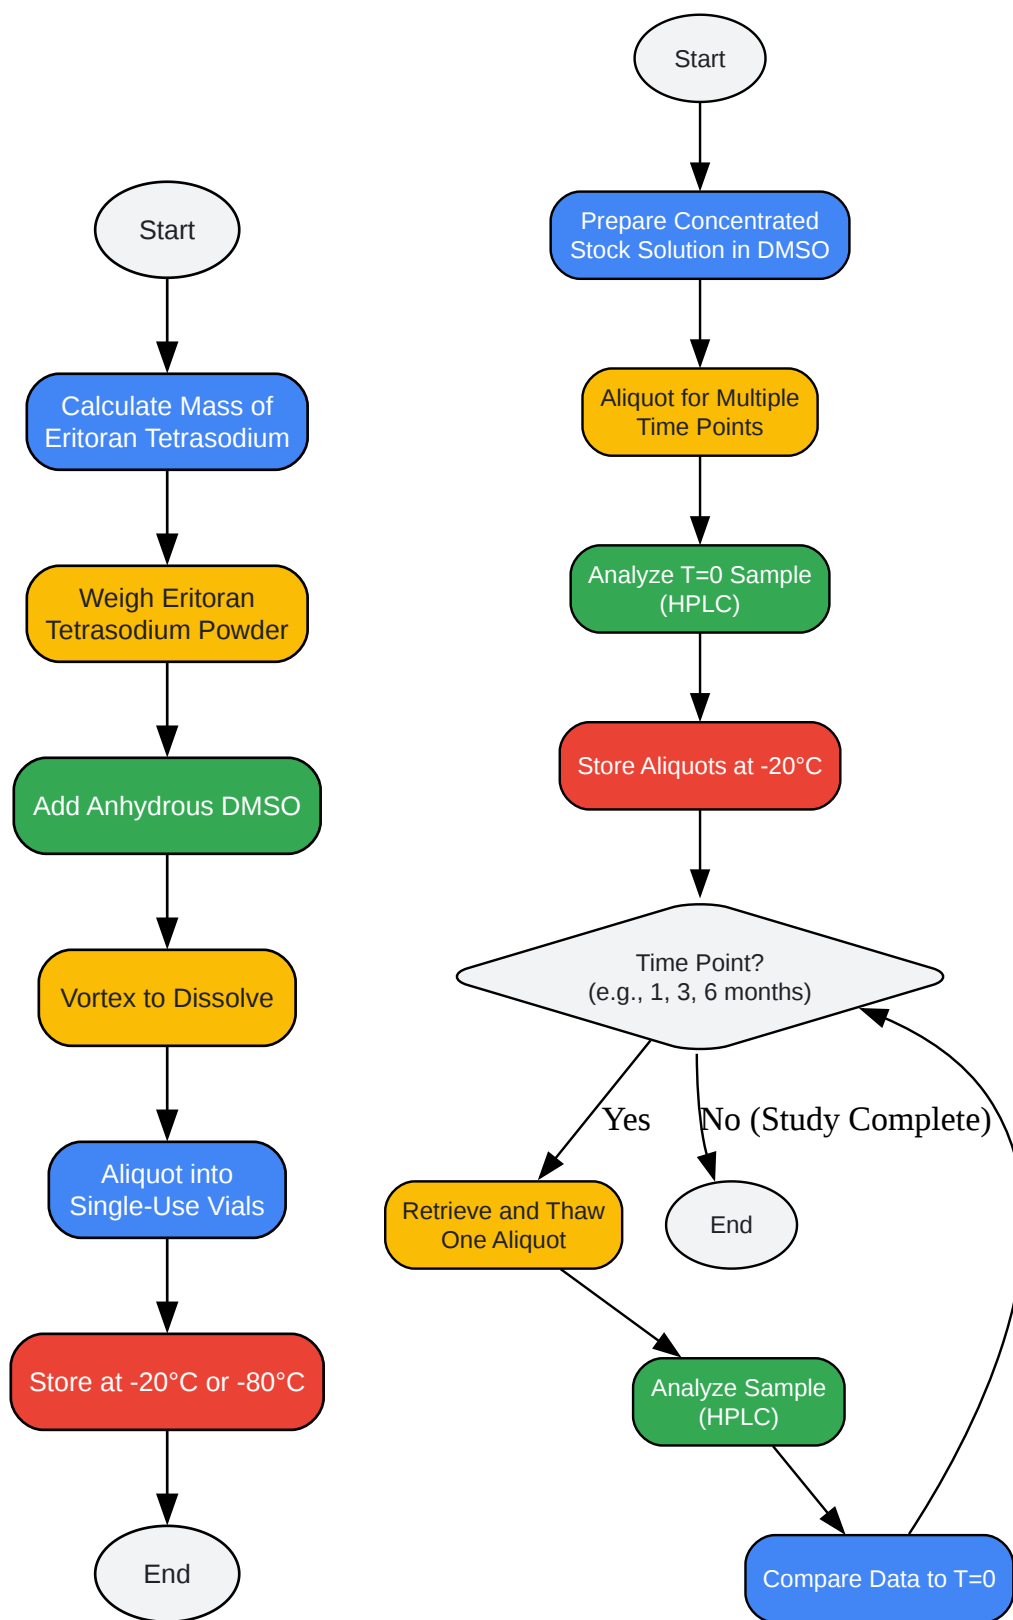 Start
Calculate Mass of
Eritoran Tetrasodium
Weigh Eritoran
Tetrasodium Powder
Add Anhydrous DMSO
Vortex to Dissolve
Aliquot into
Single-Use Vials
Store at -20°C or -80°C
End
Start
Prepare Concentrated
Stock Solution in DMSO
Aliquot for Multiple
Time Points
Analyze T=0 Sample
(HPLC)
Store Aliquots at -20°C
Time Point?
(e.g., 1, 3, 6 months)
Yes
No (Study Complete)
Retrieve and Thaw
One Aliquot
End
Analyze Sample
(HPLC)
Compare Data to T=0